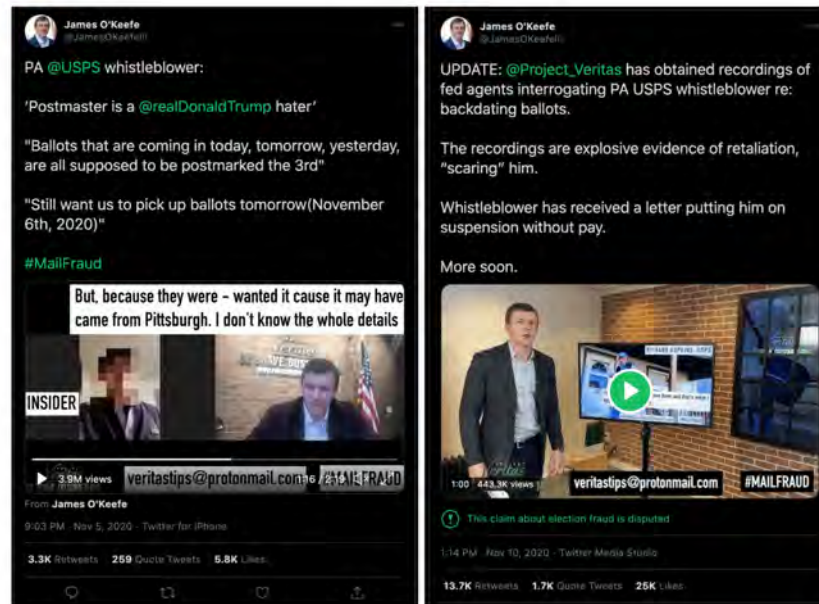 James O'Keefe
@JamesOKeefeIII
PA @USPS whistleblower:
'Postmaster is a @realDonaldTrump hater'
"Ballots that are coming in today, tomorrow, yesterday,
are all supposed to be postmarked the 3rd"
"Still want us to pick up ballots tomorrow(November
6th, 2020)"
#MailFraud
But, because they were - wanted it cause it may have
came from Pittsburgh. I don't know the whole details
INSIDER
3.9M views
veritastips@protonmail.com
#MAILFRAUD
From James O'Keefe
9:03 PM · Nov 5, 2020 · Twitter for iPhone
3.3K Retweets 259 Quote Tweets 5.8K Likes
James O'Keefe
@JamesOKeefeIII
UPDATE: @Project_Veritas has obtained recordings of
fed agents interrogating PA USPS whistleblower re:
backdating ballots.
The recordings are explosive evidence of retaliation,
"scaring" him.
Whistleblower has received a letter putting him on
suspension without pay.
More soon.
1:00 443.3K views
veritastips@protonmail.com
#MAILFRAUD
This claim about election fraud is disputed
1:14 PM · Nov 10, 2020 · Twitter Media Studio
13.7K Retweets 1.7K Quote Tweets 25K Likes